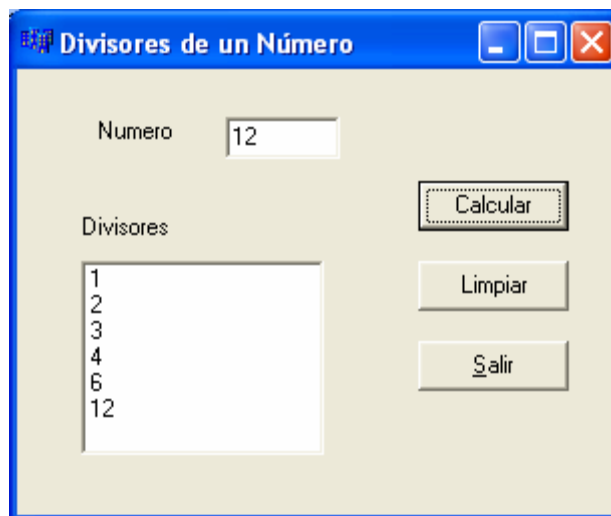 Divisores de un Número
Numero 12
Calcular
Divisores
1
2
3
4
6
12
Limpiar
Salir